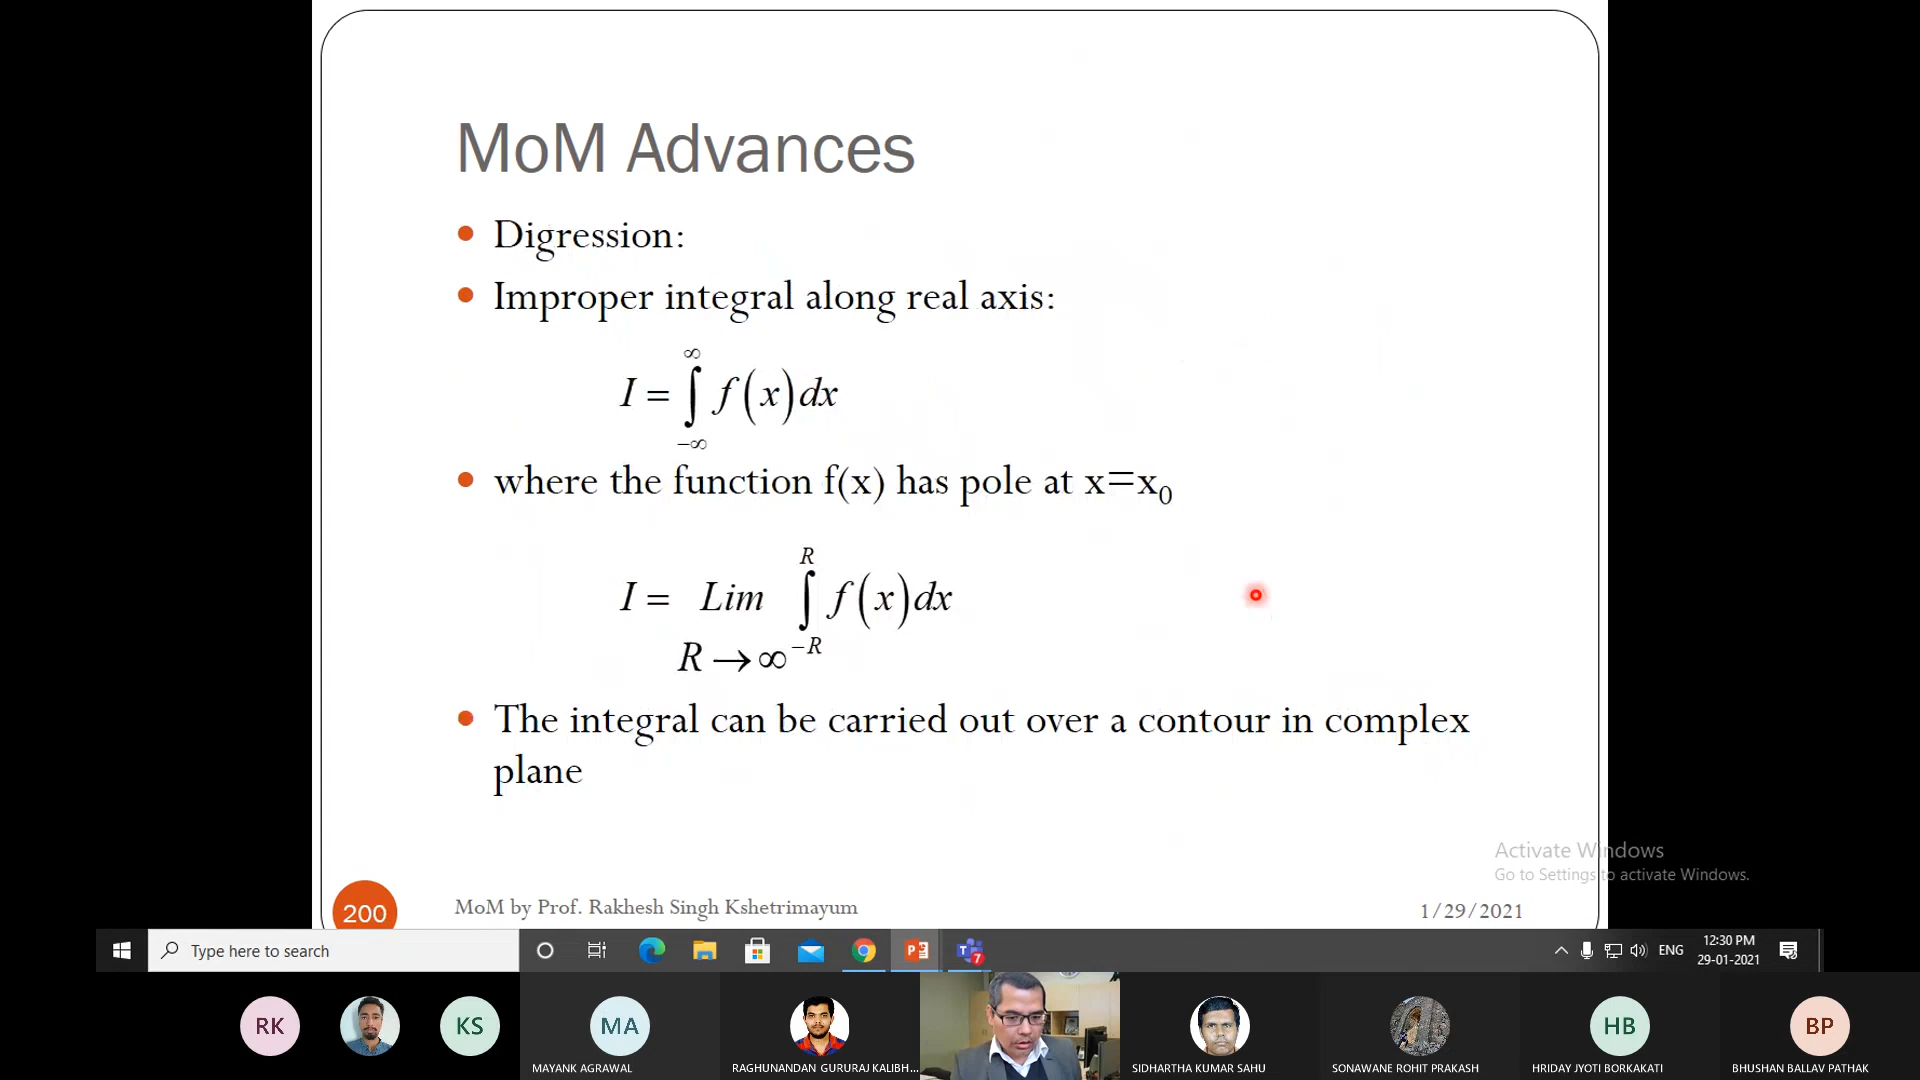 MoM Advances
Digression:
Improper integral along real axis:
I = ∫_{-∞}^{∞} f(x)dx
where the function f(x) has pole at x=x₀
I = Lim_{R→∞} ∫_{-R}^{R} f(x)dx
The integral can be carried out over a contour in complex
plane
Activate Windows
Go to Settings to activate Windows.
200
MoM by Prof. Rakhesh Singh Kshetrimayum
1/29/2021
Type here to search
7
ENG
12:30 PM
29-01-2021
RK
KS
MA
HB
BP
MAYANK AGRAWAL
RAGHUNANDAN GURURAJ KALIBH...
SIDHARTHA KUMAR SAHU
SONAWANE ROHIT PRAKASH
HRIDAY JYOTI BORKAKATI
BHUSHAN BALLAV PATHAK